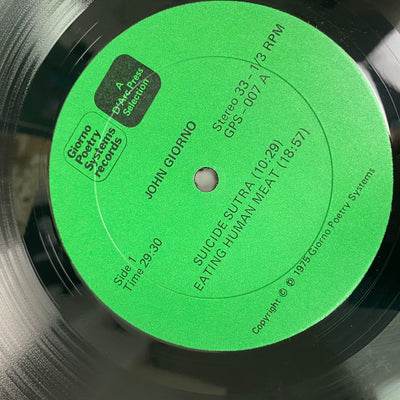 Giorno
Poetry
Systems
records
A
D'Arc Press
Selection
JOHN GIORNO
Stereo 33-1/3 RPM
GPS - 007 A
Side 1
Time 29:30
SUICIDE SUTRA (10:29)
EATING HUMAN MEAT (18:57)
Copyright © ℗ 1975 Giorno Poetry Systems